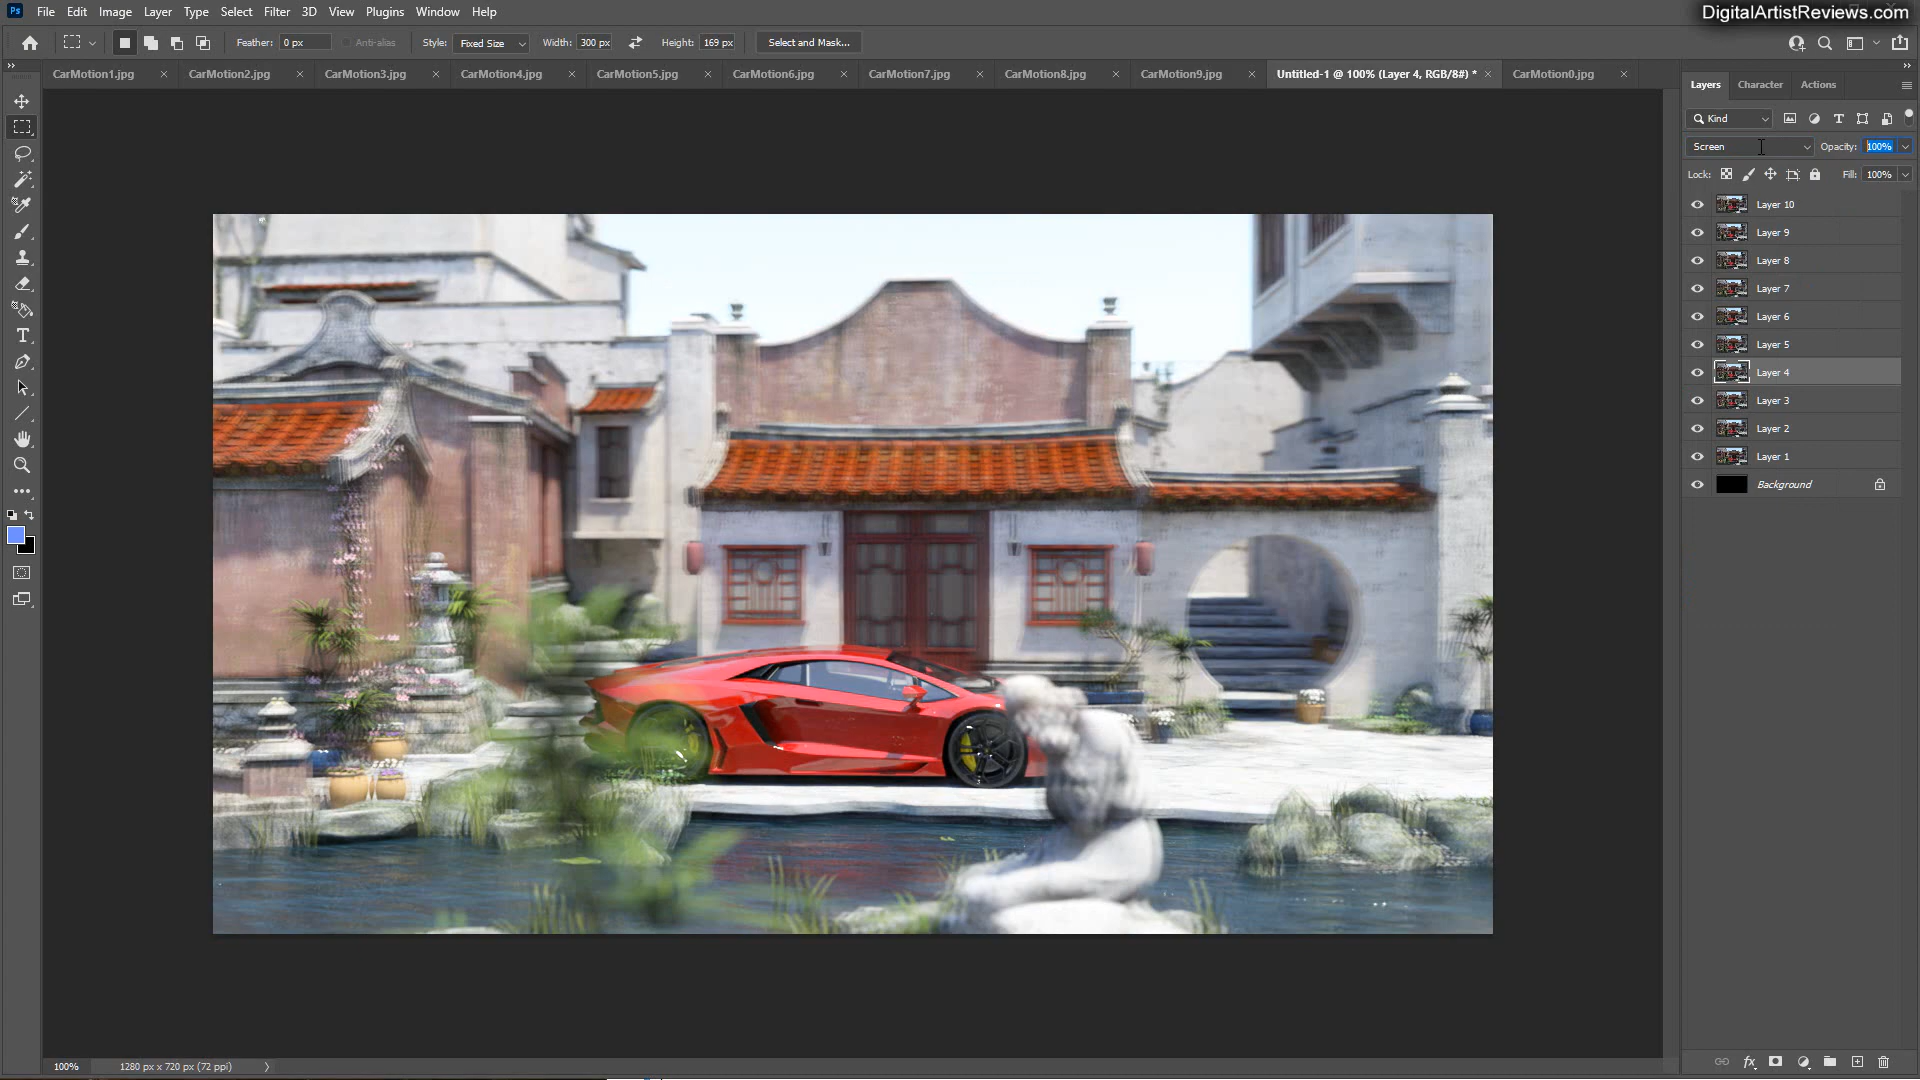 Ps File Edit Image Layer Type Select Filter 3D View Plugins Window Help
DigitalArtistReviews.com
Feather: 0 px Anti-alias Style: Fixed Size Width: 300 px Height: 169 px Select and Mask...
CarMotion1.jpg CarMotion2.jpg CarMotion3.jpg CarMotion4.jpg CarMotion5.jpg CarMotion6.jpg CarMotion7.jpg CarMotion8.jpg CarMotion9.jpg Untitled-1 @ 100% (Layer 4, RGB/8#) * CarMotion0.jpg
Layers Character Actions
Kind
Screen Opacity: 100%
Lock: Fill: 100%
Layer 10
Layer 9
Layer 8
Layer 7
Layer 6
Layer 5
Layer 4
Layer 3
Layer 2
Layer 1
Background
100% 1280 px x 720 px (72 ppi)